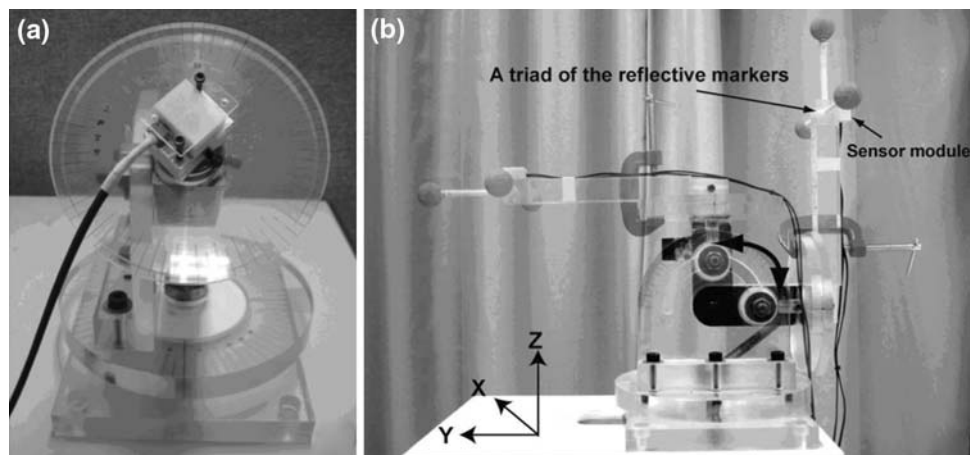 (a)
(b)
A triad of the reflective markers
Sensor module
Z
X
Y